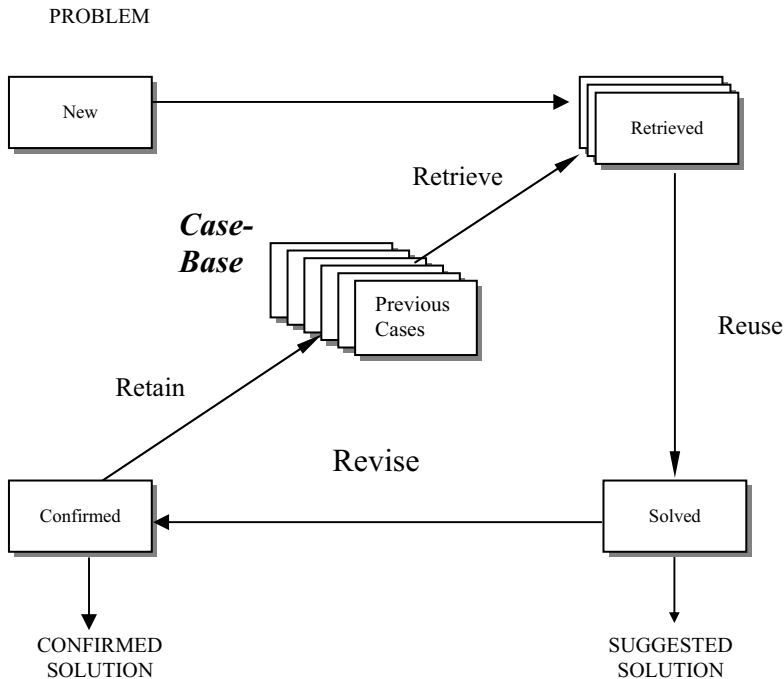 PROBLEM
New
Retrieved
Retrieve
Case-
Base
Previous
Cases
Reuse
Retain
Revise
Confirmed
Solved
CONFIRMED
SOLUTION
SUGGESTED
SOLUTION